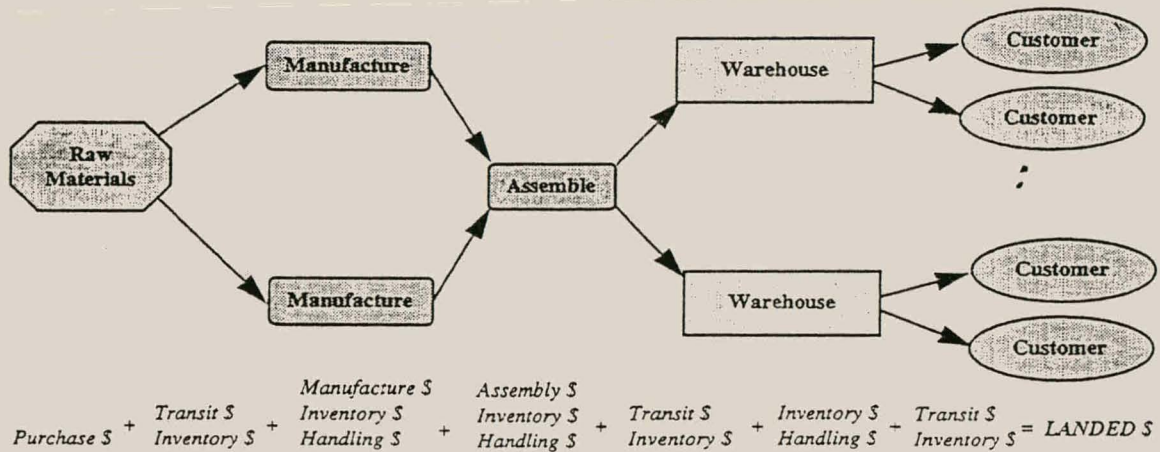 Customer
Manufacture
Warehouse
Customer
Raw
Materials
Assemble
Customer
Manufacture
Warehouse
Customer
Manufacture $ Assembly $
Transit $ Inventory $ Inventory $ Transit $ Inventory $ Transit $
Purchase $ + Inventory $ + Handling $ + Handling $ + Inventory $ + Handling $ + Inventory $ = LANDED $